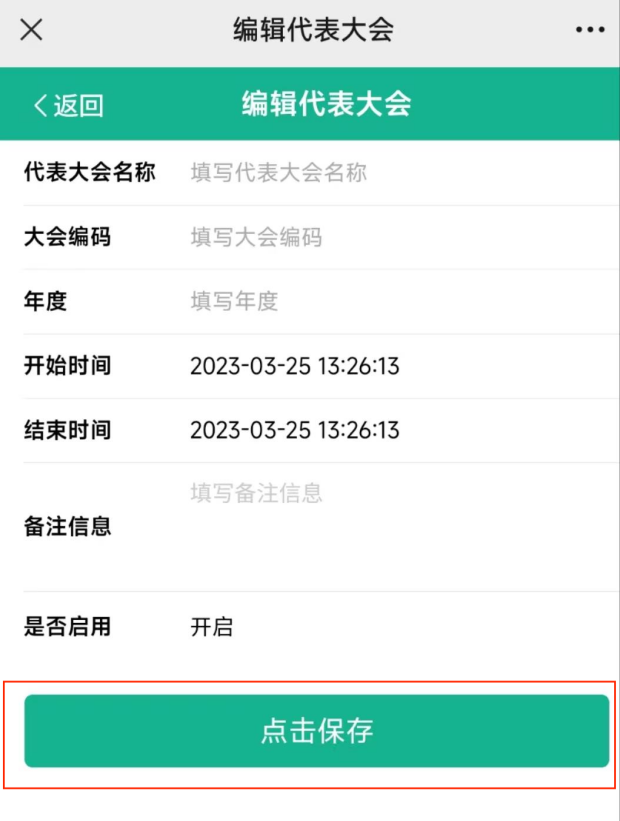 编辑代表大会
返回 编辑代表大会
代表大会名称 填写代表大会名称
大会编码 填写大会编码
年度 填写年度
开始时间 2023-03-25 13:26:13
结束时间 2023-03-25 13:26:13
备注信息 填写备注信息
是否启用 开启
点击保存